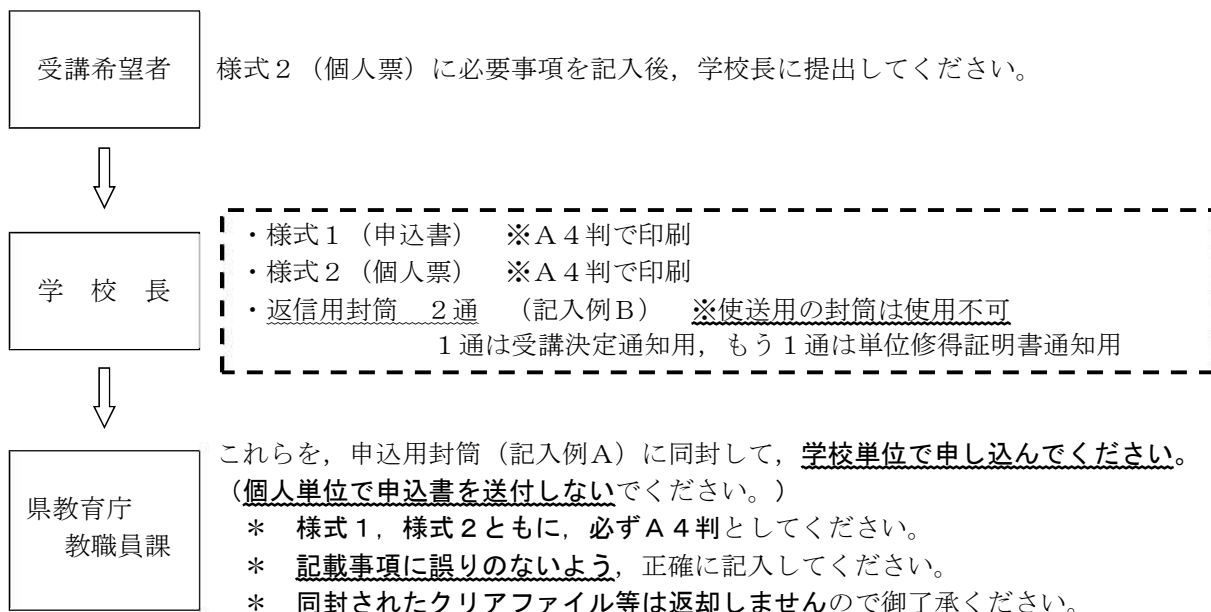 受講希望者
様式２（個人票）に必要事項を記入後，学校長に提出してください。
学　校　長
・様式１（申込書）　※Ａ４判で印刷
・様式２（個人票）　※Ａ４判で印刷
・返信用封筒　２通　（記入例Ｂ）　※使送用の封筒は使用不可
１通は受講決定通知用，もう１通は単位修得証明書通知用
県教育庁
教職員課
これらを，申込用封筒（記入例Ａ）に同封して，学校単位で申し込んでください。
（個人単位で申込書を送付しないでください。）
＊　様式１，様式２ともに，必ずＡ４判としてください。
＊　記載事項に誤りのないよう，正確に記入してください。
＊　同封されたクリアファイル等は返却しませんので御了承ください。